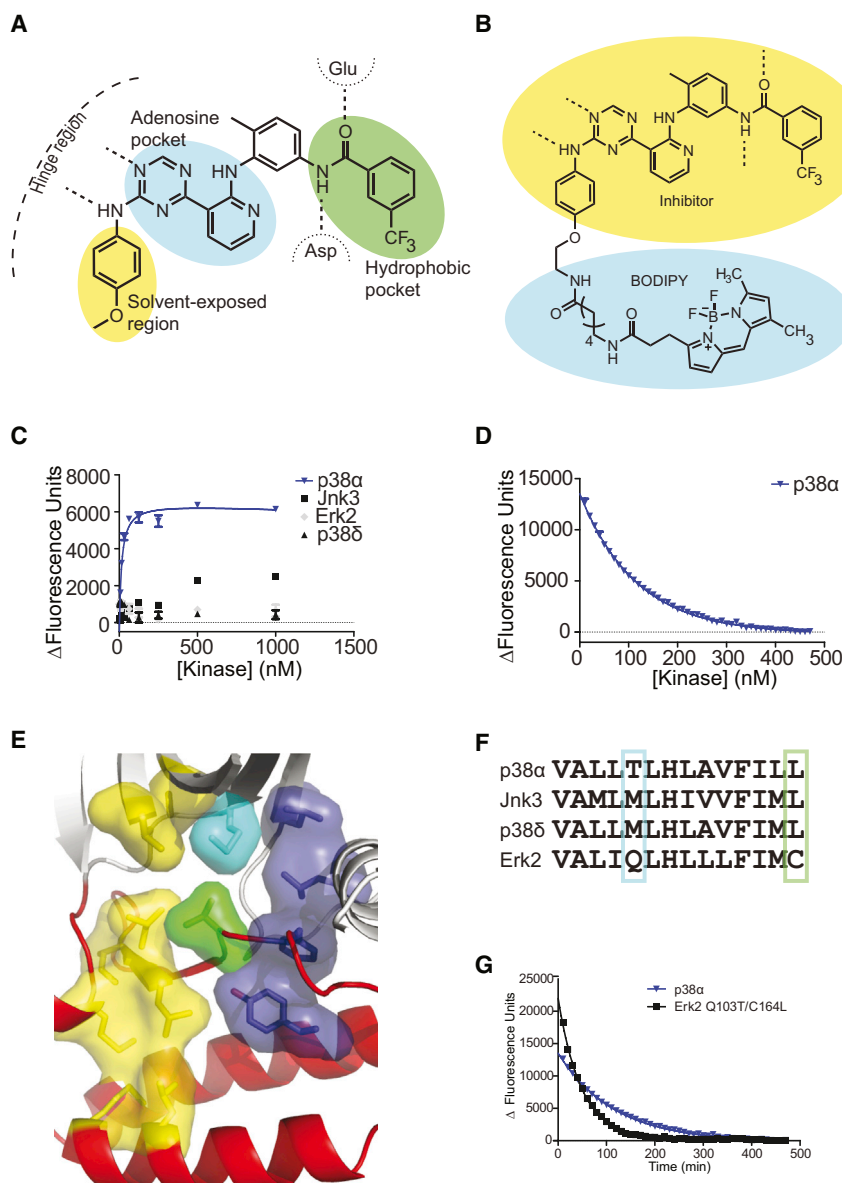 A
Glu
Adenosine
pocket
Hinge region
O
N
N
N
H
N
N
HN
N
H
Asp
CF3
Hydrophobic
pocket
Solvent-exposed
region
O
B
O
N
N
N
H
N
N
HN
N
H
CF3
Inhibitor
O
NH
O
4
N
H
O
BODIPY
H3C
F
F
B
N
N
CH3
C
ΔFluorescence Units
8000
6000
4000
2000
0
0 500 1000 1500
[Kinase] (nM)
p38α
Jnk3
Erk2
p38δ
D
ΔFluorescence Units
15000
10000
5000
0
0 100 200 300 400 500
[Kinase] (nM)
p38α
E
F
p38α VALLTLHLAVFILL
Jnk3 VAMLMLHIVVFIML
p38δ VALLMLHLAVFIML
Erk2 VALIQLHLLLFIMC
G
Δ Fluorescence Units
25000
20000
15000
10000
5000
0
0 100 200 300 400 500
Time (min)
p38α
Erk2 Q103T/C164L